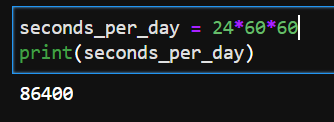 seconds_per_day = 24*60*60
print(seconds_per_day)
86400